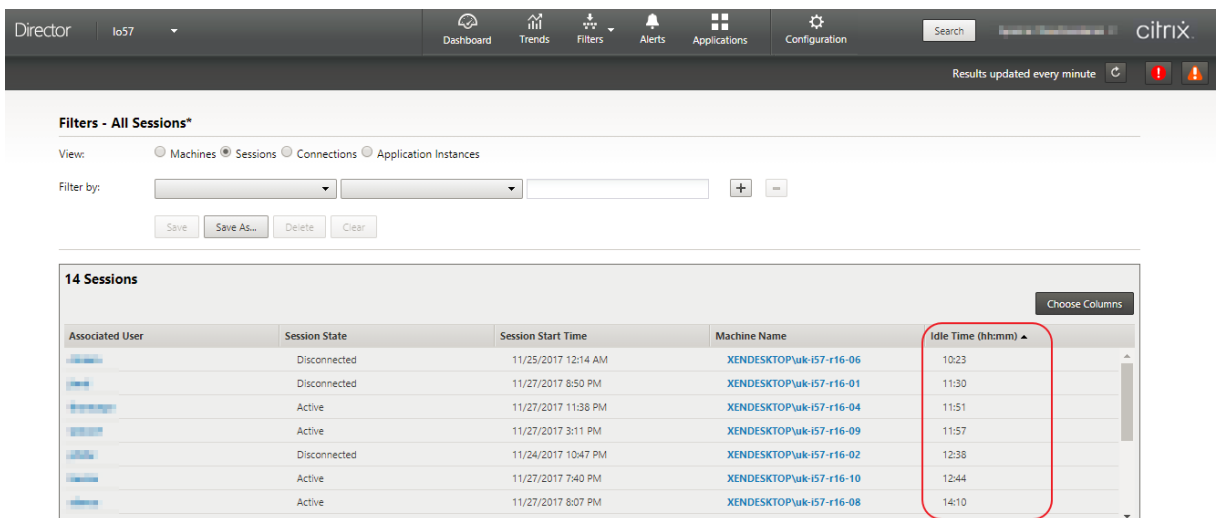 Director lo57 Dashboard Trends Filters Alerts Applications Configuration Search citrix
Results updated every minute
Filters - All Sessions*
View: Machines Sessions Connections Application Instances
Filter by:
Save Save As... Delete Clear
14 Sessions
Choose Columns
Associated User Session State Session Start Time Machine Name Idle Time (hh:mm)
Disconnected 11/25/2017 12:14 AM XENDESKTOP\uk-i57-r16-06 10:23
Disconnected 11/27/2017 8:50 PM XENDESKTOP\uk-i57-r16-01 11:30
Active 11/27/2017 11:38 PM XENDESKTOP\uk-i57-r16-04 11:51
Active 11/27/2017 3:11 PM XENDESKTOP\uk-i57-r16-09 11:57
Disconnected 11/24/2017 10:47 PM XENDESKTOP\uk-i57-r16-02 12:38
Active 11/27/2017 7:40 PM XENDESKTOP\uk-i57-r16-10 12:44
Active 11/27/2017 8:07 PM XENDESKTOP\uk-i57-r16-08 14:10